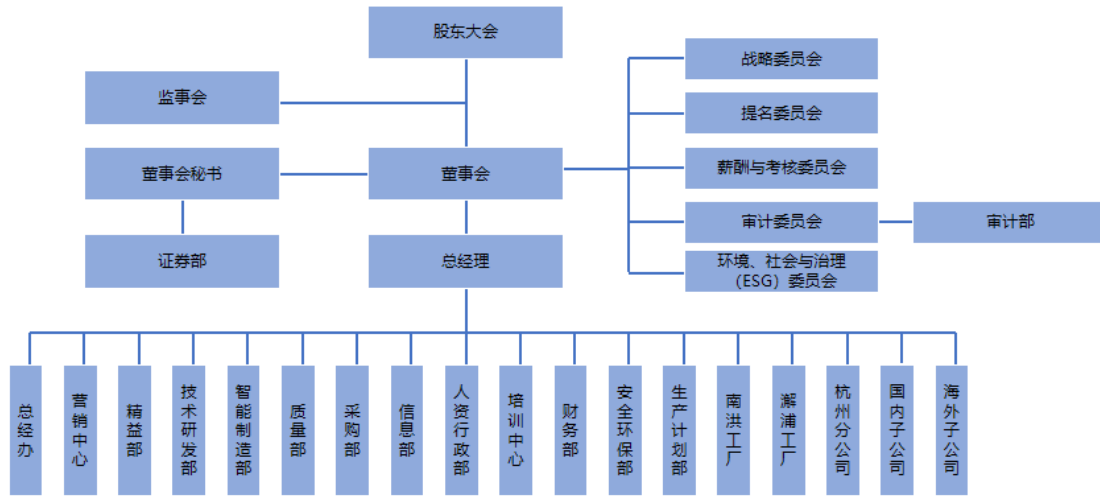 股东大会
战略委员会
监事会
提名委员会
董事会秘书
董事会
薪酬与考核委员会
审计委员会
审计部
证券部
总经理
环境、社会与治理
（ESG）委员会
总经办
营销中心
精益部
技术研发部
智能制造部
质量部
采购部
信息部
人资行政部
培训中心
财务部
安全环保部
生产计划部
南洪工厂
澥浦工厂
杭州分公司
国内子公司
海外子公司